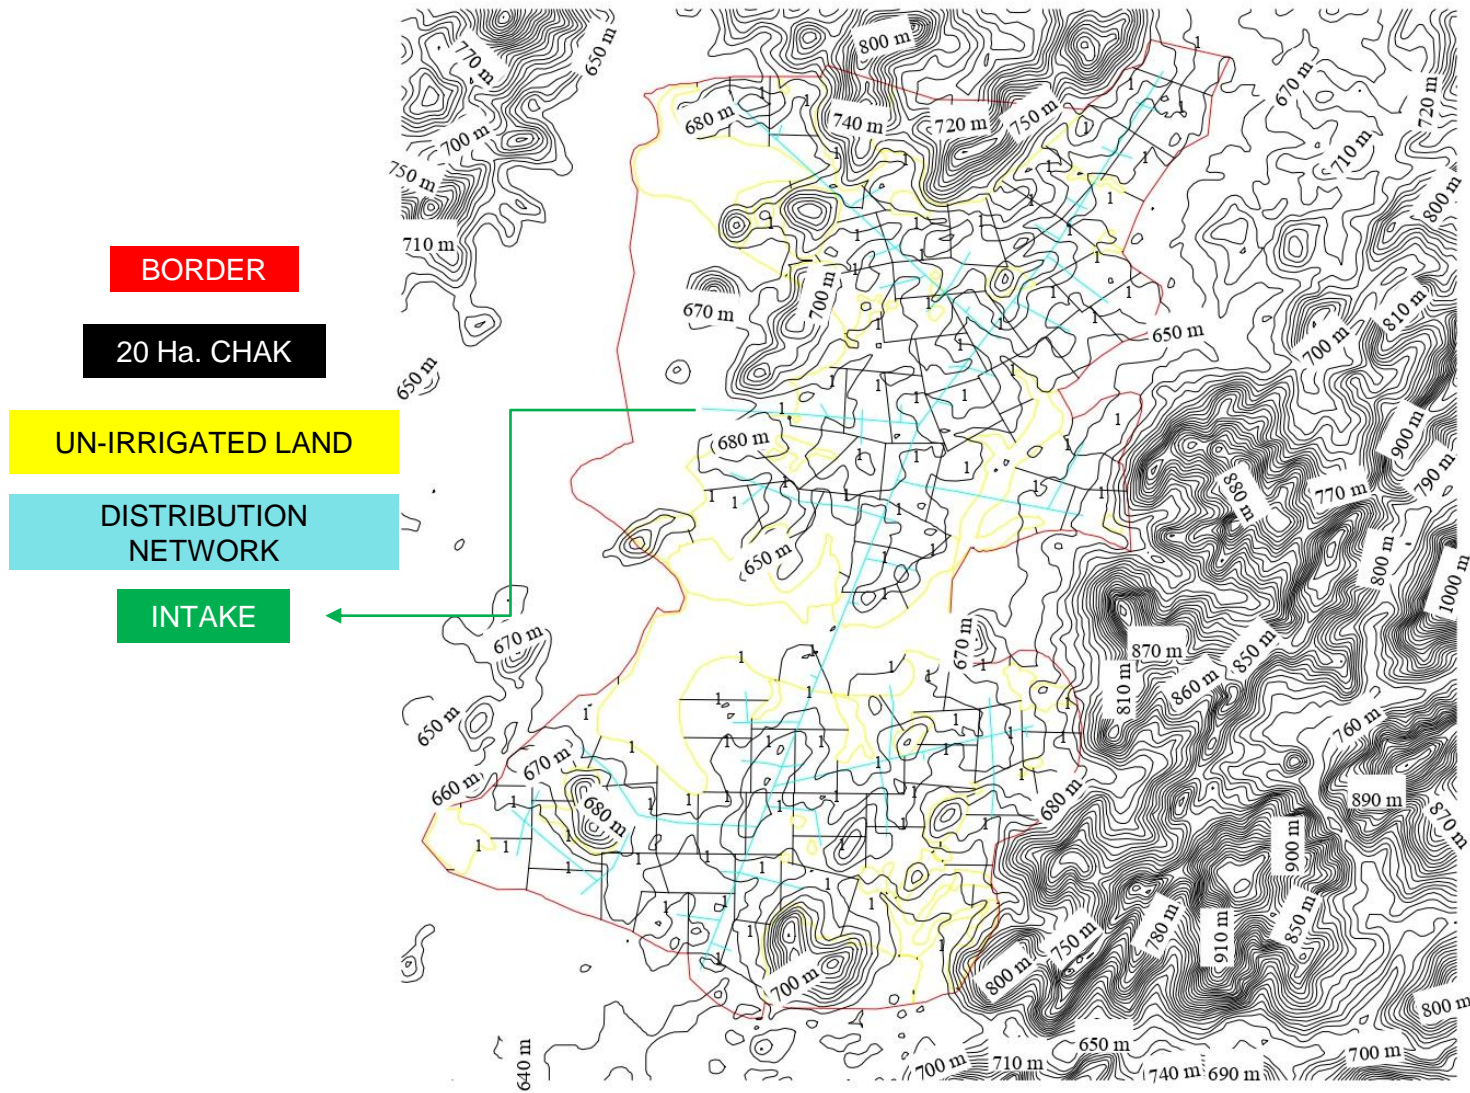 BORDER
20 Ha. CHAK
UN-IRRIGATED LAND
DISTRIBUTION
NETWORK
INTAKE
770 m
650 m
800 m
700 m
750 m
710 m
680 m
740 m
720 m
750 m
670 m
720 m
710 m
800 m
670 m
700 m
650 m
810 m
700 m
650 m
680 m
650 m
900 m
790 m
880 m
770 m
800 m
1000 m
670 m
670 m
870 m
850 m
860 m
810 m
760 m
650 m
670 m
660 m
680 m
680 m
890 m
870 m
900 m
850 m
910 m
780 m
750 m
800 m
700 m
800 m
640 m
650 m
700 m
710 m
740 m
690 m
700 m